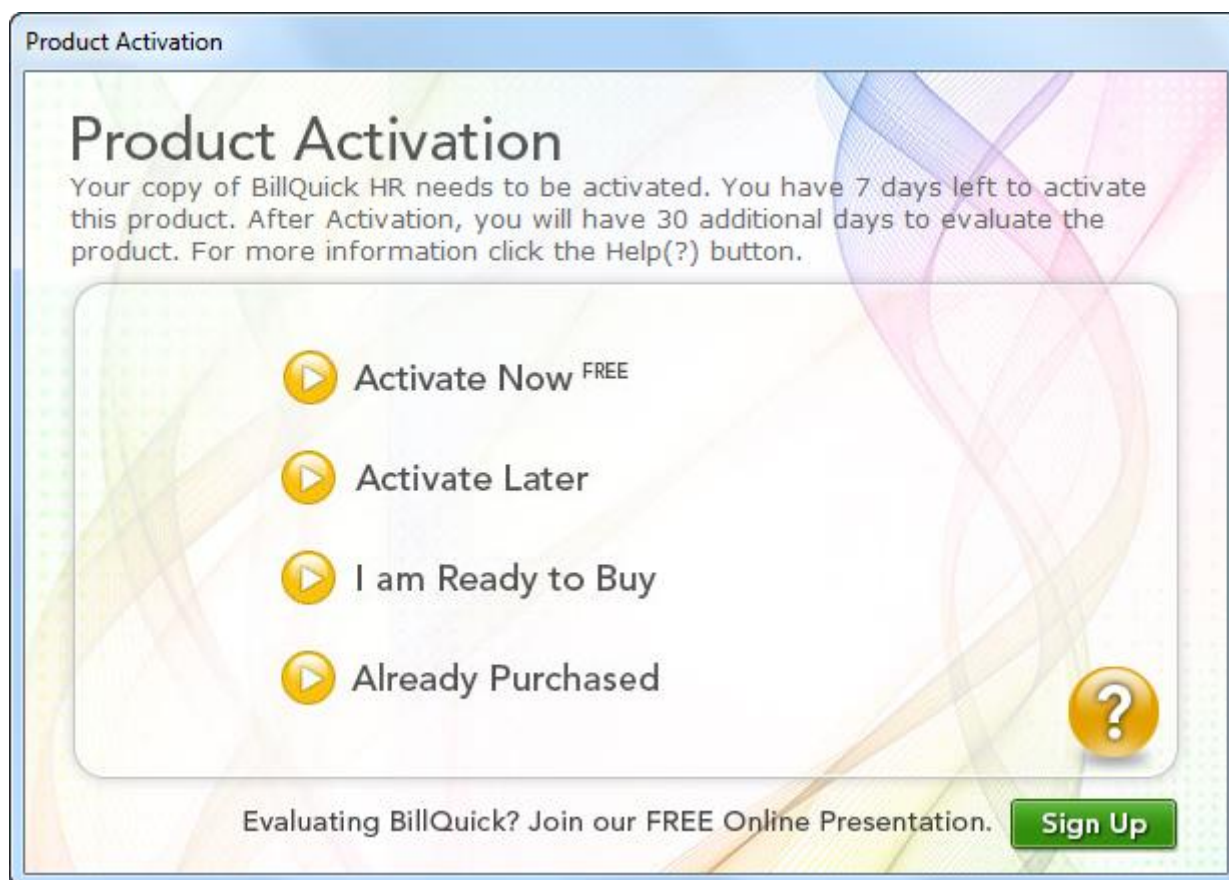 Product Activation
Product Activation
Your copy of BillQuick HR needs to be activated. You have 7 days left to activate
this product. After Activation, you will have 30 additional days to evaluate the
product. For more information click the Help(?) button.
Activate Now FREE
Activate Later
I am Ready to Buy
Already Purchased
?
Evaluating BillQuick? Join our FREE Online Presentation.
Sign Up